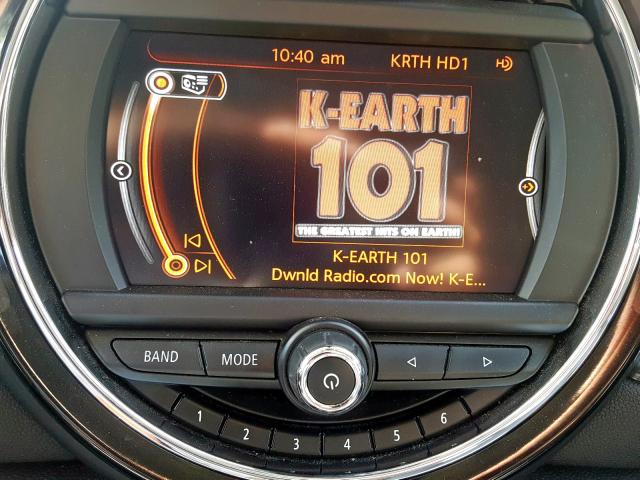 10:40 am KRTH HD1 HD
K-EARTH
101
THE GREATEST HITS ON EARTH!
K-EARTH 101
Dwnld Radio.com Now! K-E...
BAND MODE
1 2 3 4 5 6